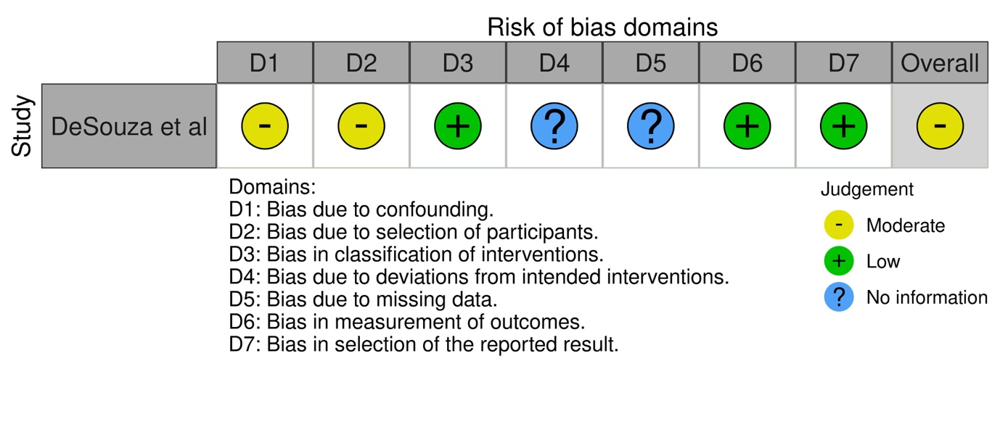 Risk of bias domains
D1 D2 D3 D4 D5 D6 D7 Overall
Study
DeSouza et al - - + ? ? + + -
Domains:
D1: Bias due to confounding.
D2: Bias due to selection of participants.
D3: Bias in classification of interventions.
D4: Bias due to deviations from intended interventions.
D5: Bias due to missing data.
D6: Bias in measurement of outcomes.
D7: Bias in selection of the reported result.
Judgement
- Moderate
+ Low
? No information